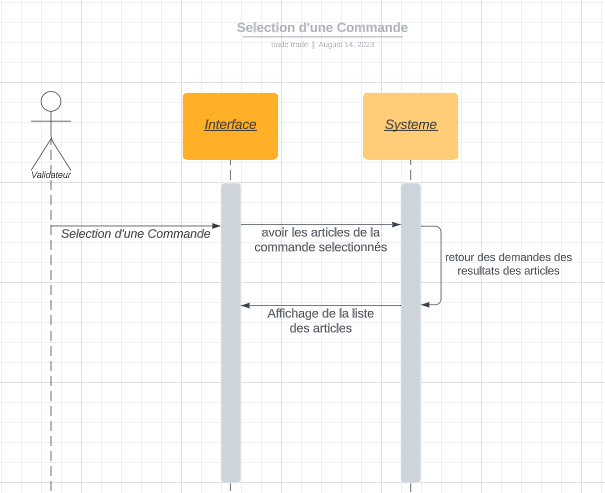 Selection d'une Commande
trade trade | August 14, 2023
Interface
Systeme
Validateur
Selection d'une Commande
avoir les articles de la
commande selectionnés
retour des demandes des
resultats des articles
Affichage de la liste
des articles